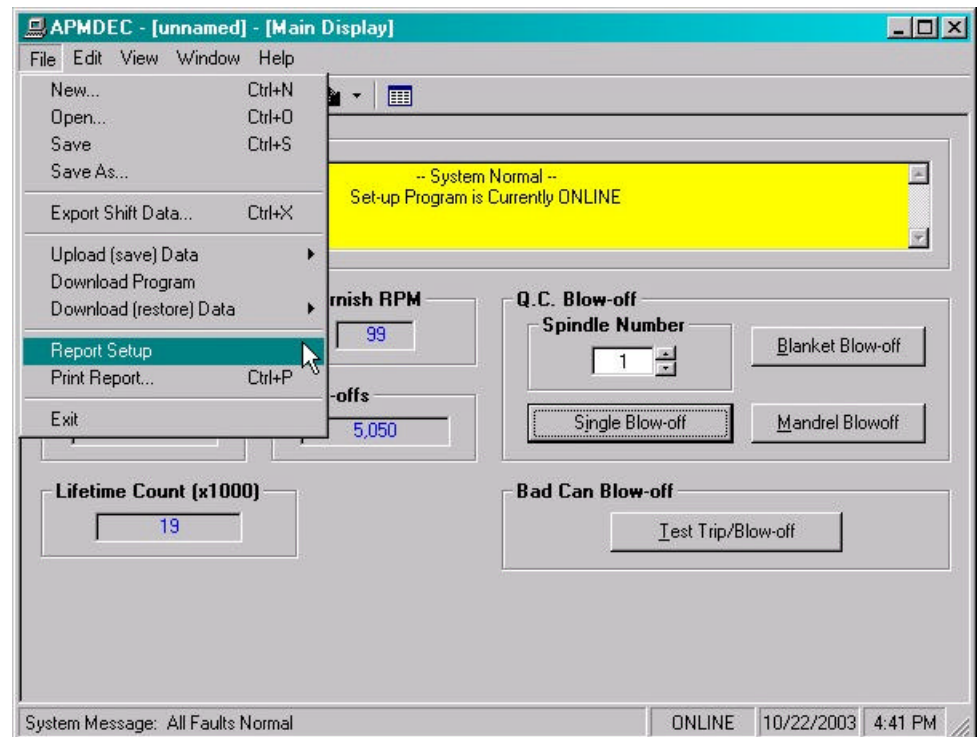 APMDEC - [unnamed] - [Main Display]
File Edit View Window Help
New... Ctrl+N
Open... Ctrl+O
Save Ctrl+S
Save As...
Export Shift Data... Ctrl+X
Upload (save) Data
Download Program
Download (restore) Data
Report Setup
Print Report... Ctrl+P
Exit
-- System Normal --
Set-up Program is Currently ONLINE
rnish RPM
99
-offs
5,050
Q.C. Blow-off
Spindle Number
1
Blanket Blow-off
Single Blow-off
Mandrel Blowoff
Lifetime Count (x1000)
19
Bad Can Blow-off
Test Trip/Blow-off
System Message: All Faults Normal
ONLINE
10/22/2003
4:41 PM